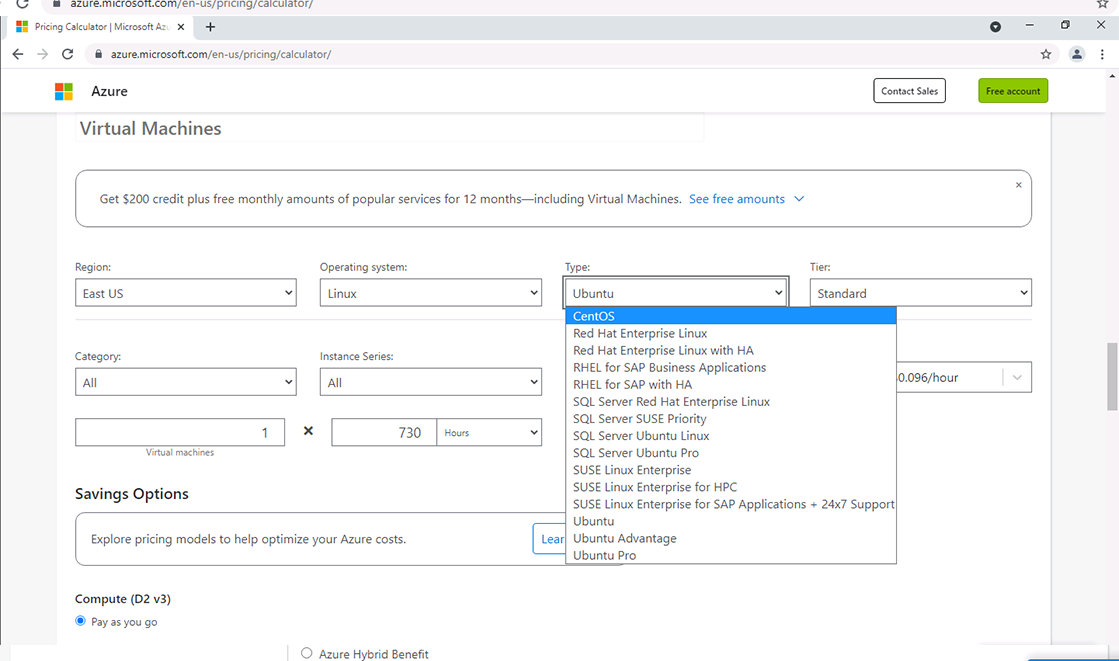 azure.microsoft.com/en-us/pricing/calculator/
Pricing Calculator | Microsoft Az
azure.microsoft.com/en-us/pricing/calculator/
Azure
Contact Sales
Free account
Virtual Machines
Get $200 credit plus free monthly amounts of popular services for 12 months—including Virtual Machines. See free amounts
Region:
Operating system:
Type:
Tier:
East US
Linux
Ubuntu
Standard
CentOS
Red Hat Enterprise Linux
Red Hat Enterprise Linux with HA
RHEL for SAP Business Applications
RHEL for SAP with HA
SQL Server Red Hat Enterprise Linux
SQL Server SUSE Priority
SQL Server Ubuntu Linux
SQL Server Ubuntu Pro
SUSE Linux Enterprise
SUSE Linux Enterprise for HPC
SUSE Linux Enterprise for SAP Applications + 24x7 Support
Ubuntu
Ubuntu Advantage
Ubuntu Pro
Category:
Instance Series:
All
All
0.096/hour
1
730
Hours
Virtual machines
Savings Options
Explore pricing models to help optimize your Azure costs.
Lear
Compute (D2 v3)
Pay as you go
Azure Hybrid Benefit